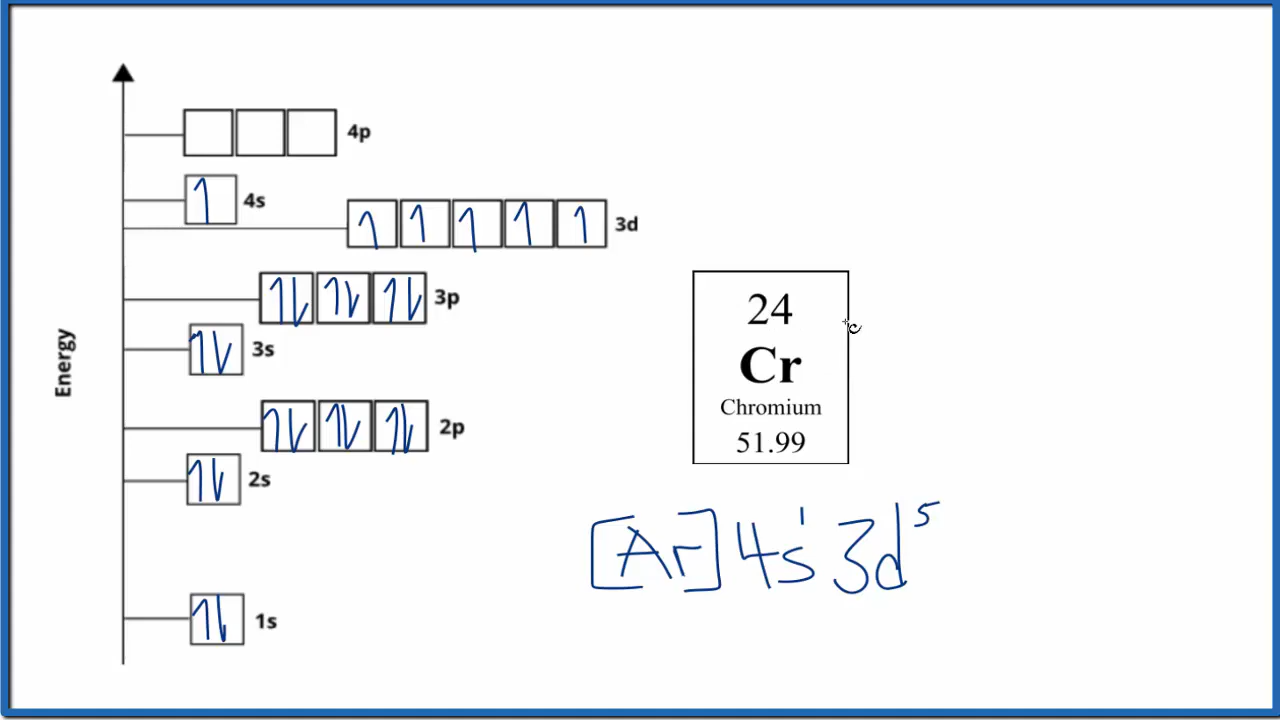 4p
4s
3d
3p
3s
2p
2s
1s
Energy
24
Cr
Chromium
51.99
[Ar] 4s¹ 3d⁵